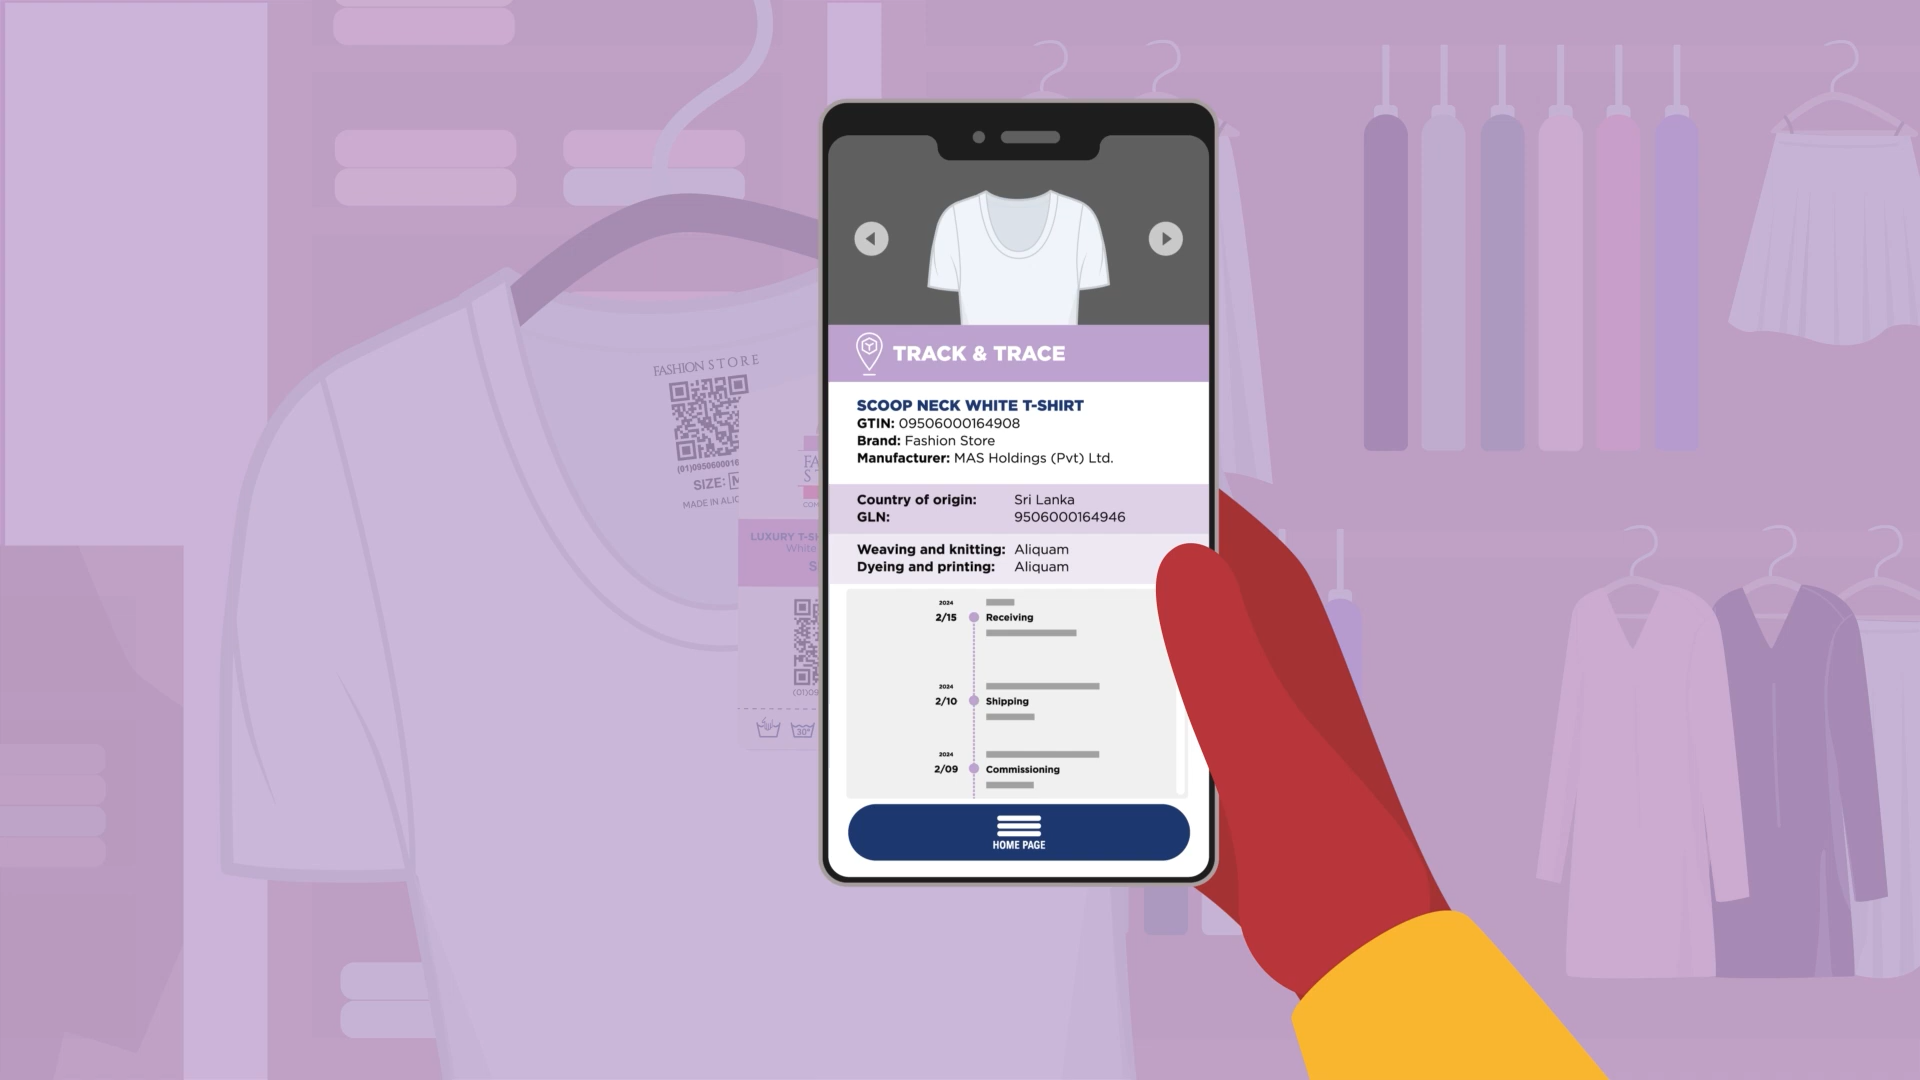 FASHION STORE
SIZE: M
MADE IN
LUXURY
White
30°
TRACK & TRACE
SCOOP NECK WHITE T-SHIRT
GTIN: 09506000164908
Brand: Fashion Store
Manufacturer: MAS Holdings (Pvt) Ltd.
Country of origin: Sri Lanka
GLN: 9506000164946
Weaving and knitting: Aliquam
Dyeing and printing: Aliquam
2024
2/15 Receiving
2024
2/10 Shipping
2024
2/09 Commissioning
HOME PAGE